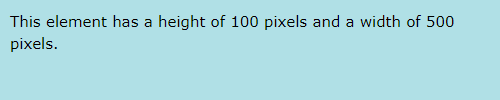 This element has a height of 100 pixels and a width of 500
pixels.